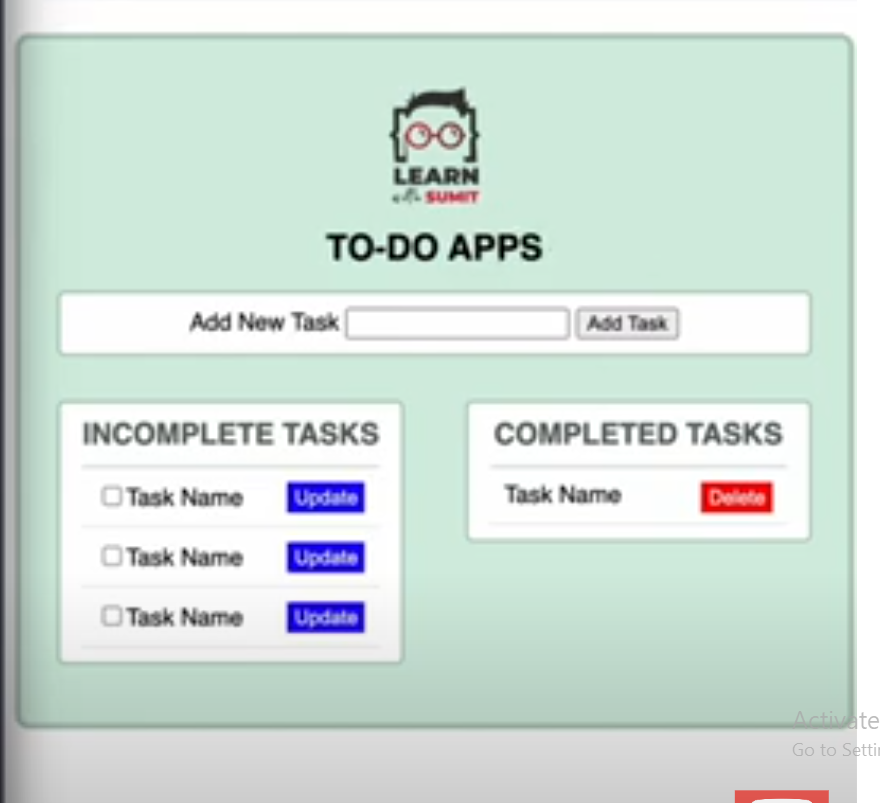 LEARN
with SUMIT
TO-DO APPS
Add New Task Add Task
INCOMPLETE TASKS
Task Name Update
Task Name Update
Task Name Update
COMPLETED TASKS
Task Name Delete
Activate
Go to Settin